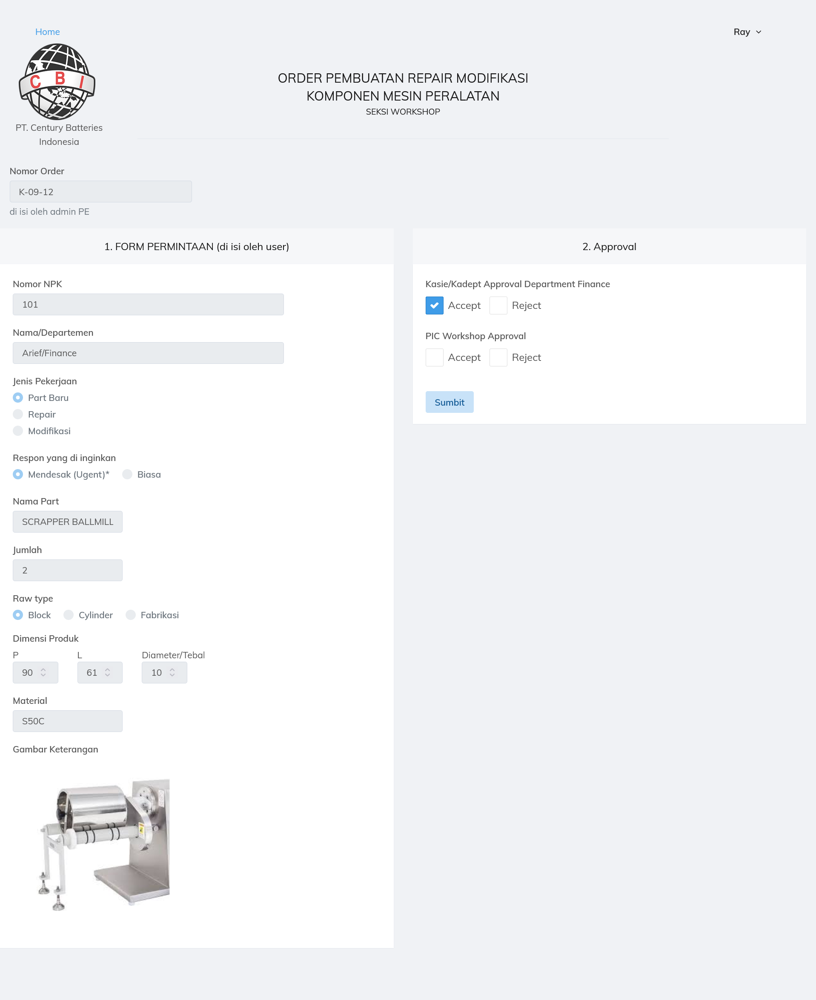 Home
Ray
C B I
PT. Century Batteries
Indonesia
ORDER PEMBUATAN REPAIR MODIFIKASI
KOMPONEN MESIN PERALATAN
SEKSI WORKSHOP
Nomor Order
K-09-12
di isi oleh admin PE
1. FORM PERMINTAAN (di isi oleh user)
Nomor NPK
101
Nama/Departemen
Arief/Finance
Jenis Pekerjaan
Part Baru
Repair
Modifikasi
Respon yang di inginkan
Mendesak (Ugent)* Biasa
Nama Part
SCRAPPER BALLMILL
Jumlah
2
Raw type
Block Cylinder Fabrikasi
Dimensi Produk
P L Diameter/Tebal
90 61 10
Material
S50C
Gambar Keterangan
2. Approval
Kasie/Kadept Approval Department Finance
Accept Reject
PIC Workshop Approval
Accept Reject
Sumbit